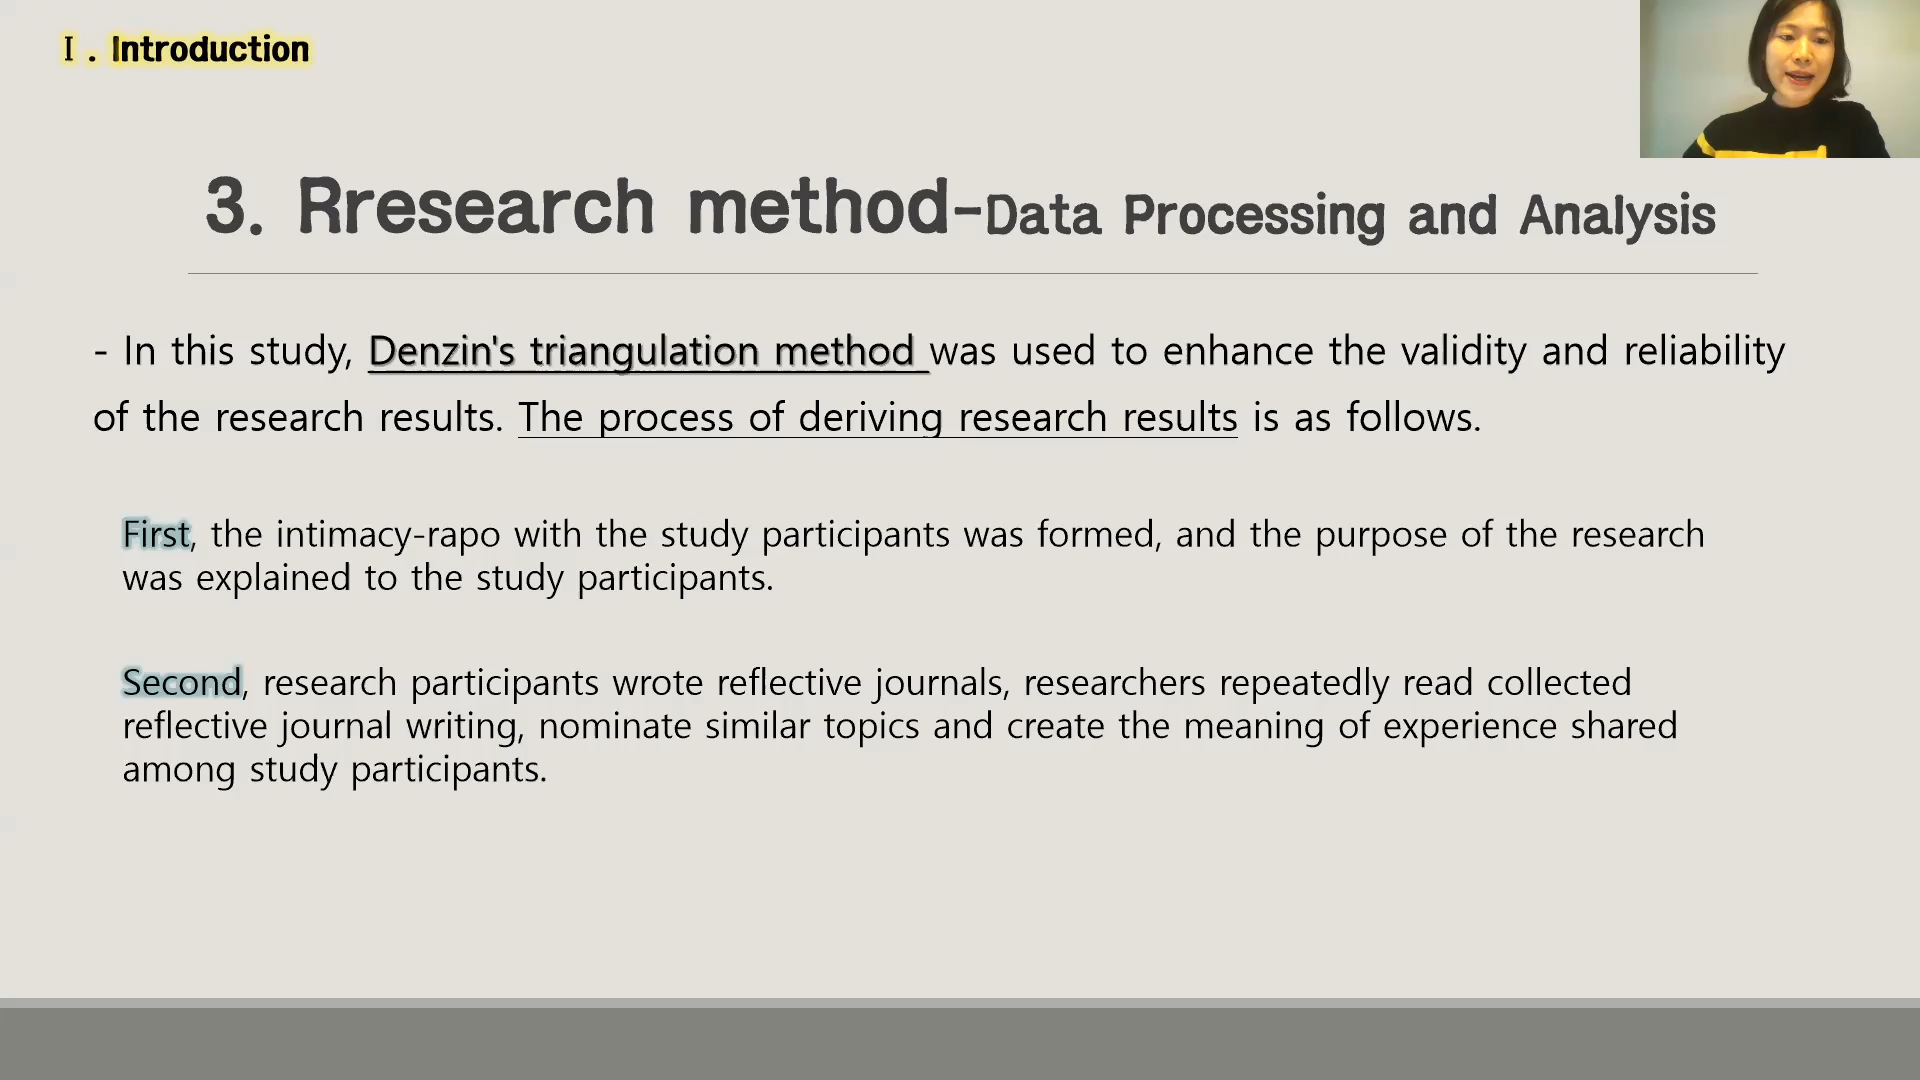 Ⅰ. Introduction
3. Rresearch method-Data Processing and Analysis
- In this study, Denzin's triangulation method was used to enhance the validity and reliability
of the research results. The process of deriving research results is as follows.
First, the intimacy-rapo with the study participants was formed, and the purpose of the research
was explained to the study participants.
Second, research participants wrote reflective journals, researchers repeatedly read collected
reflective journal writing, nominate similar topics and create the meaning of experience shared
among study participants.